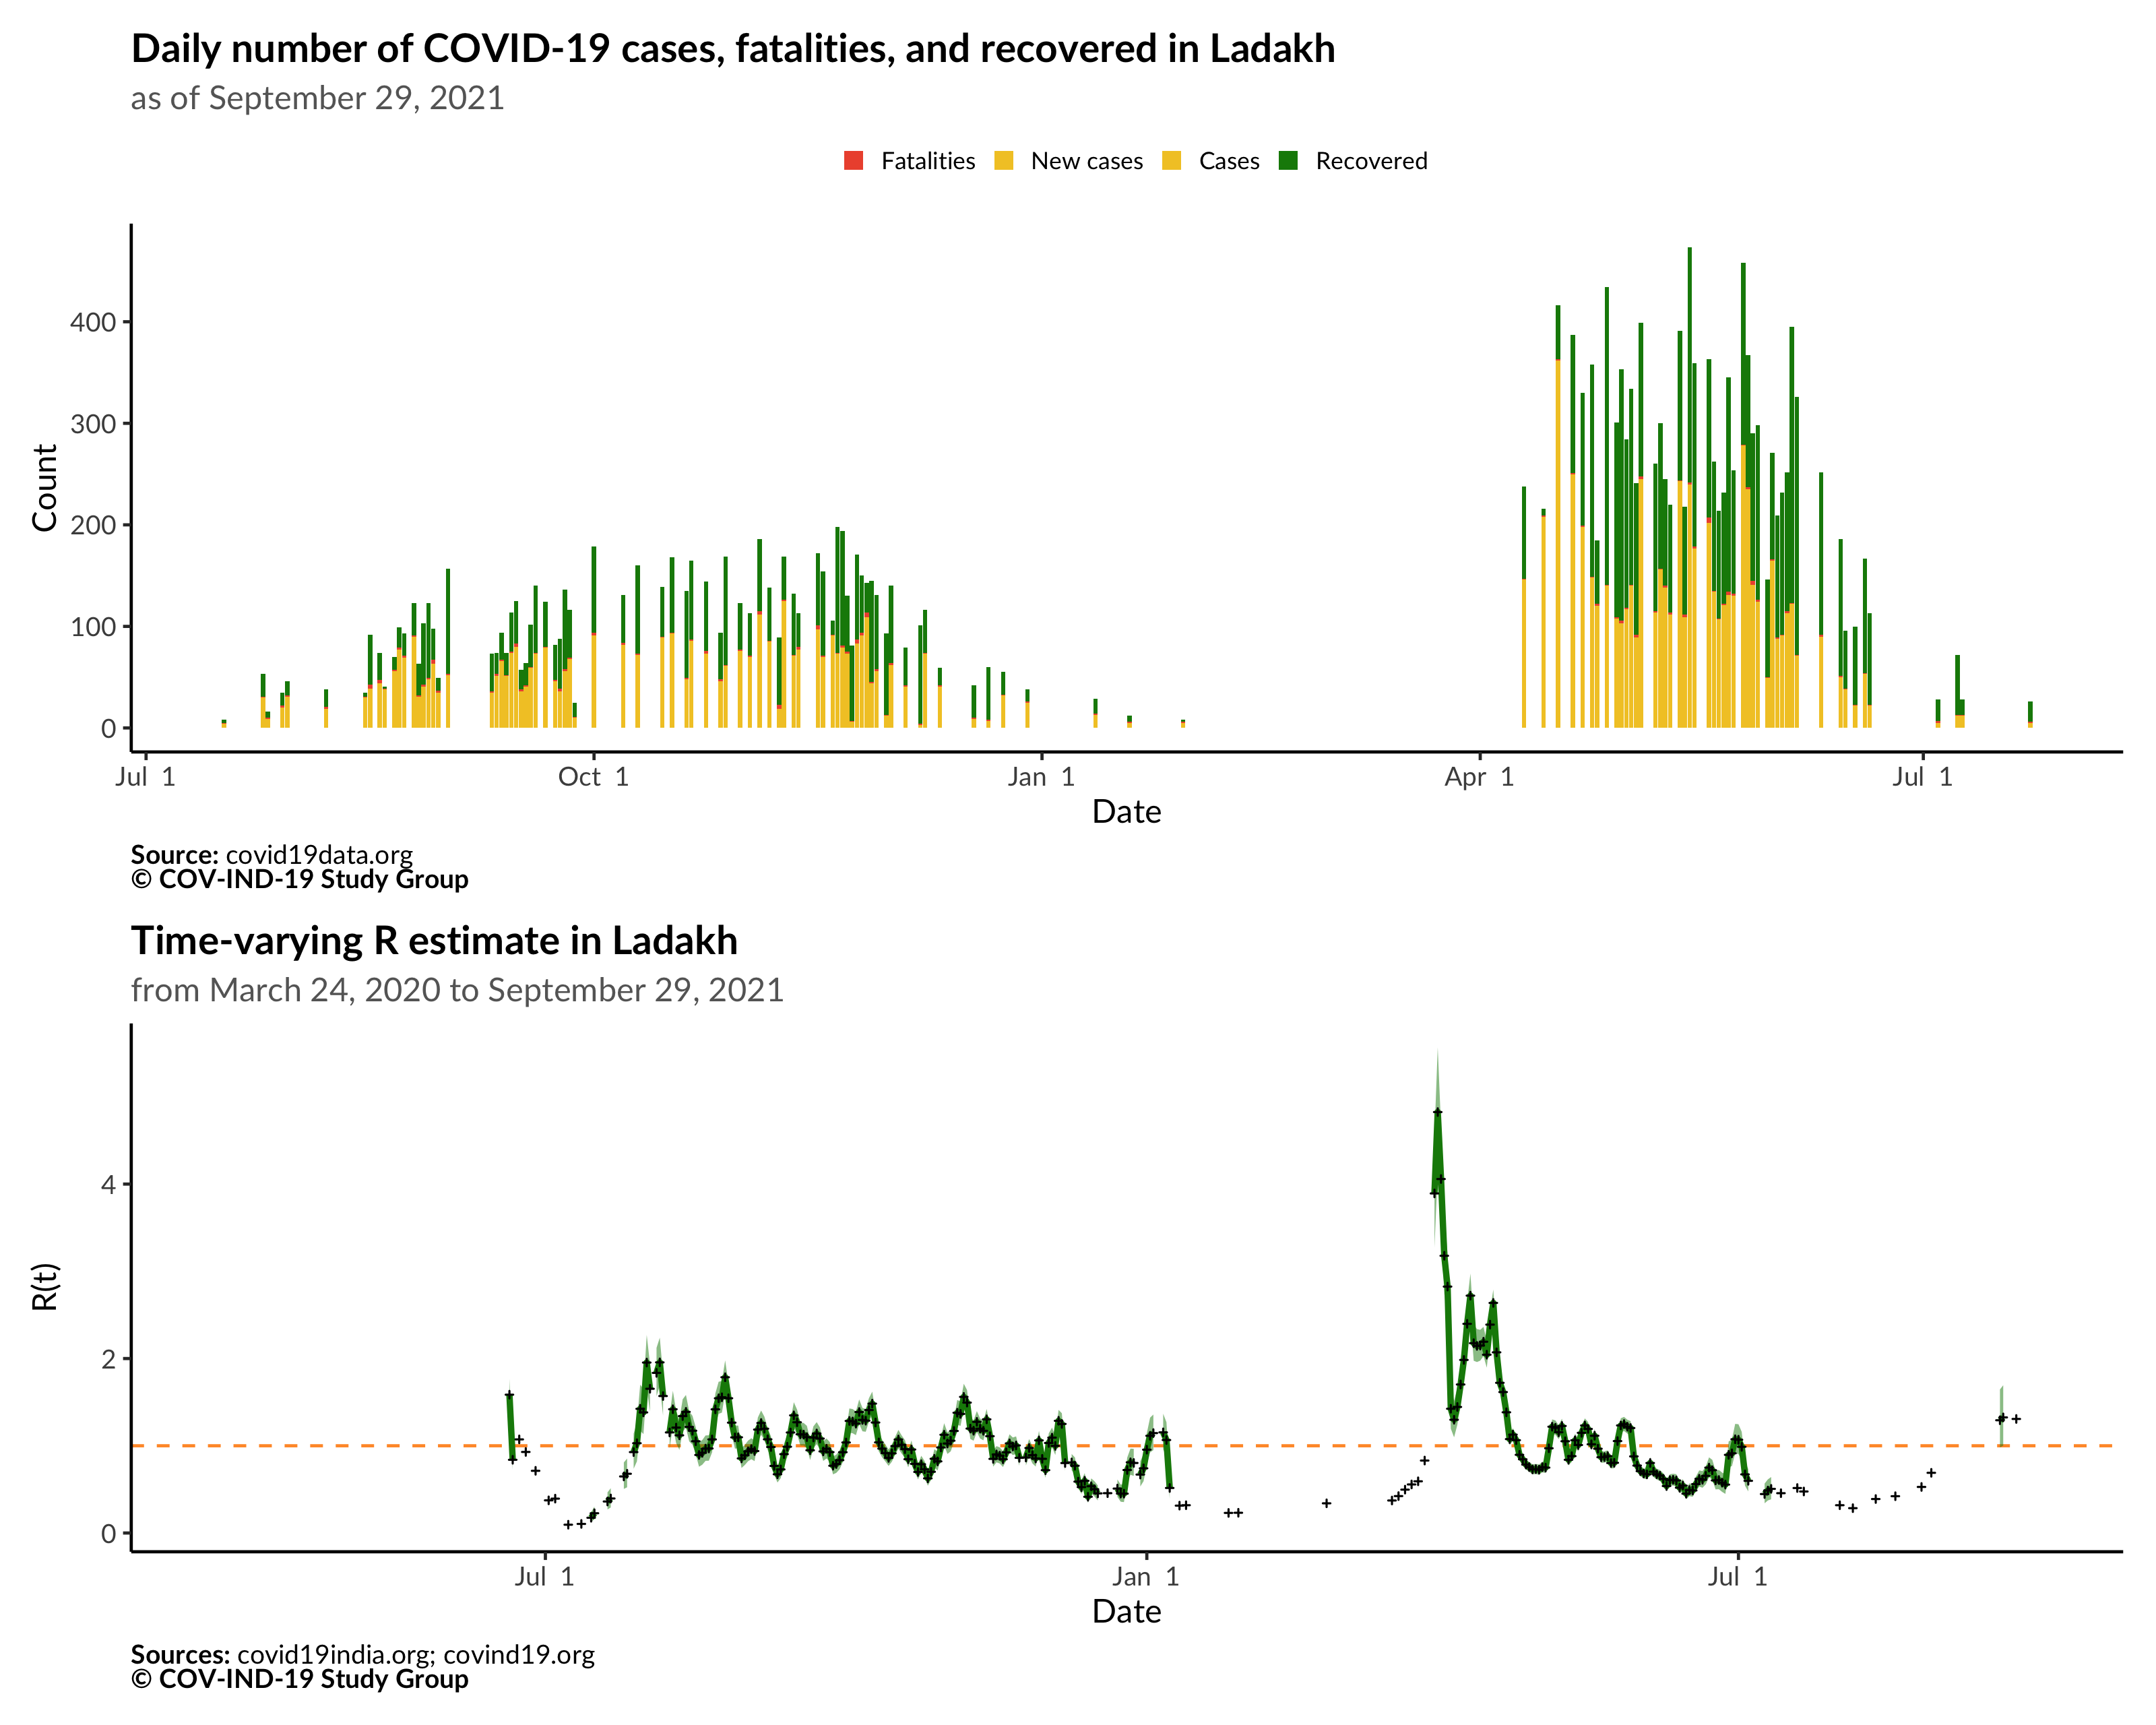 Daily number of COVID-19 cases, fatalities, and recovered in Ladakh
as of September 29, 2021
Fatalities New cases Cases Recovered
400
300
200
100
0
Count
Jul 1 Oct 1 Jan 1 Apr 1 Jul 1
Date
Source: covid19data.org
© COV-IND-19 Study Group
Time-varying R estimate in Ladakh
from March 24, 2020 to September 29, 2021
4
2
0
R(t)
Jul 1 Jan 1 Jul 1
Date
Sources: covid19india.org; covind19.org
© COV-IND-19 Study Group